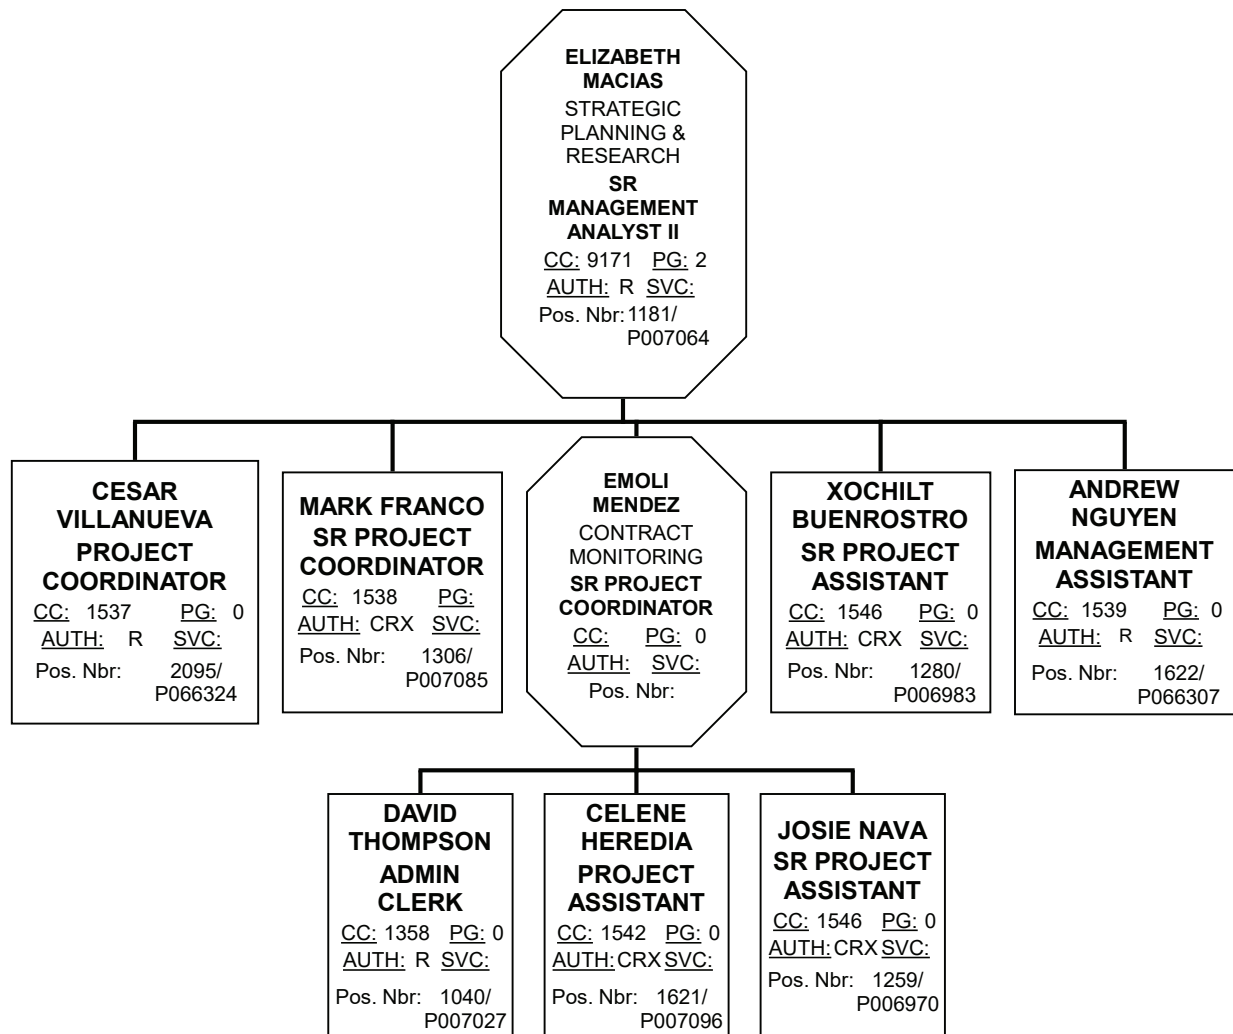 ELIZABETH
MACIAS
STRATEGIC
PLANNING &
RESEARCH
SR
MANAGEMENT
ANALYST II
CC: 9171 PG: 2
AUTH: R SVC:
Pos. Nbr: 1181/
P007064
CESAR
VILLANUEVA
PROJECT
COORDINATOR
CC: 1537 PG: 0
AUTH: R SVC:
Pos. Nbr: 2095/
P066324
MARK FRANCO
SR PROJECT
COORDINATOR
CC: 1538 PG:
AUTH: CRX SVC:
Pos. Nbr: 1306/
P007085
EMOLI
MENDEZ
CONTRACT
MONITORING
SR PROJECT
COORDINATOR
CC: PG: 0
AUTH: SVC:
Pos. Nbr:
XOCHILT
BUENROSTRO
SR PROJECT
ASSISTANT
CC: 1546 PG: 0
AUTH: CRX SVC:
Pos. Nbr: 1280/
P006983
ANDREW
NGUYEN
MANAGEMENT
ASSISTANT
CC: 1539 PG: 0
AUTH: R SVC:
Pos. Nbr: 1622/
P066307
DAVID
THOMPSON
ADMIN
CLERK
CC: 1358 PG: 0
AUTH: R SVC:
Pos. Nbr: 1040/
P007027
CELENE
HEREDIA
PROJECT
ASSISTANT
CC: 1542 PG: 0
AUTH: CRX SVC:
Pos. Nbr: 1621/
P007096
JOSIE NAVA
SR PROJECT
ASSISTANT
CC: 1546 PG: 0
AUTH: CRX SVC:
Pos. Nbr: 1259/
P006970